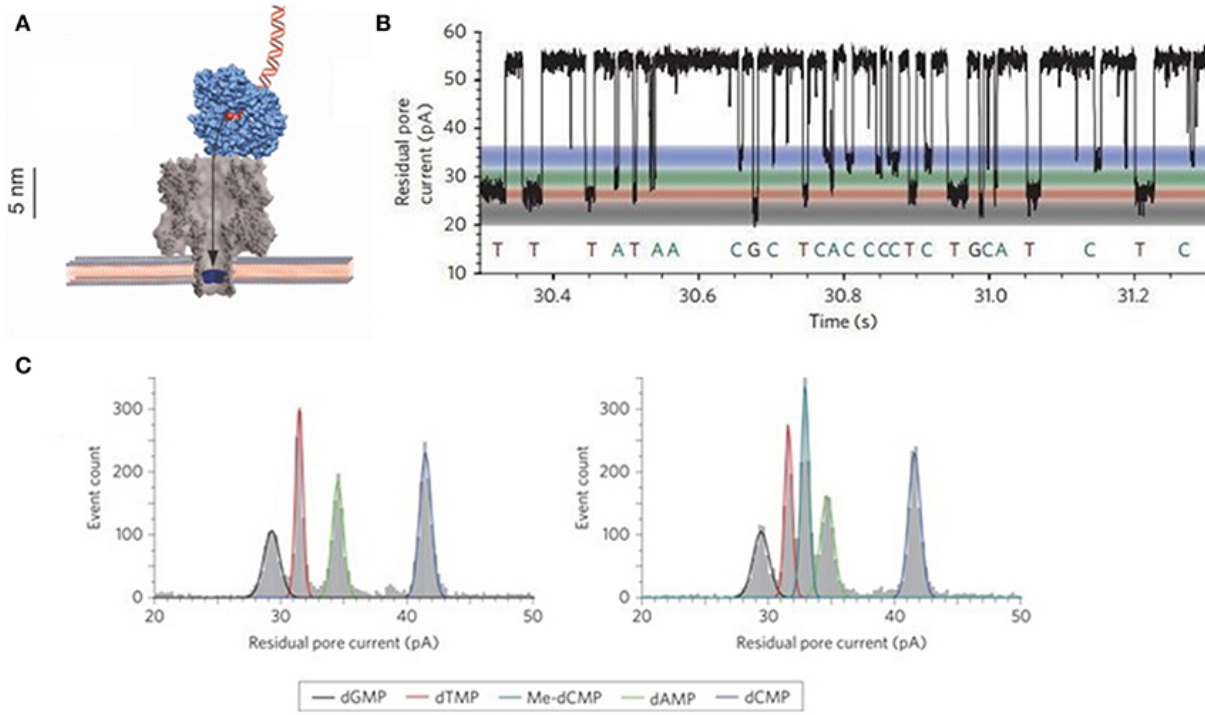 A
5 nm
B
Residual pore
current (pA)
60
50
40
30
20
10
T T T A T A A C G C T C A C C C C T C T G C A T C T C
30.4 30.6 30.8 31.0 31.2
Time (s)
C
Event count
300
200
100
0
20 30 40 50
Residual pore current (pA)
Event count
300
200
100
0
20 30 40 50
Residual pore current (pA)
dGMP dTMP Me-dCMP dAMP dCMP